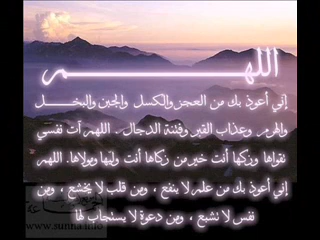 اللهم
إني أعوذ بك من العجز والكسل والجبن والبخل
والهرم وعذاب القبر وفتنة الدجال.. اللهم آت نفسي
تقواها وزكها أنت خير من زكاها أنت وليها ومولاها. اللهم
إني أعوذ بك من علم لا ينفع ، ومن قلب لا يخشع ، ومن
نفس لا تشبع ، ومن دعوة لا يستجاب لها
www.sunna.info